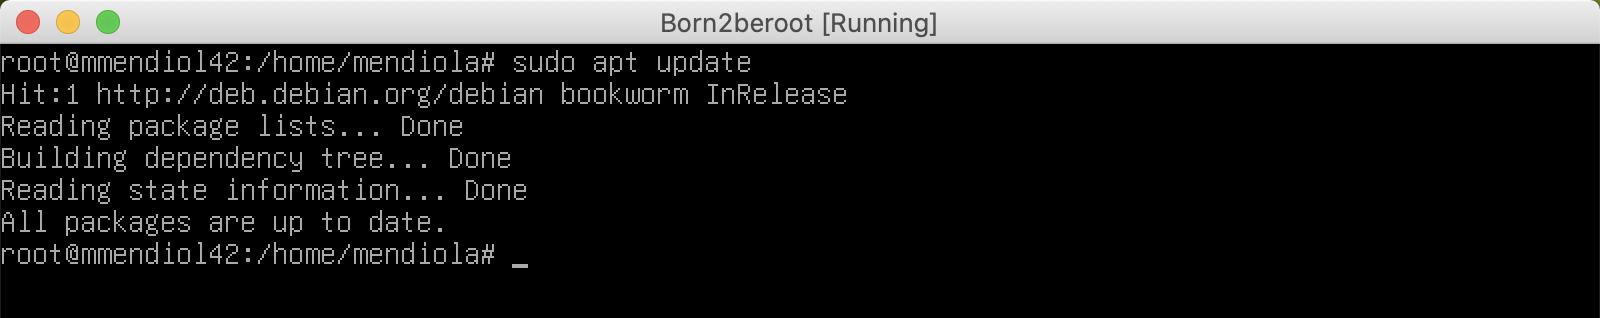 Born2beroot [Running]
root@mmendiol42:/home/mendiola# sudo apt update
Hit:1 http://deb.debian.org/debian bookworm InRelease
Reading package lists... Done
Building dependency tree... Done
Reading state information... Done
All packages are up to date.
root@mmendiol42:/home/mendiola# _